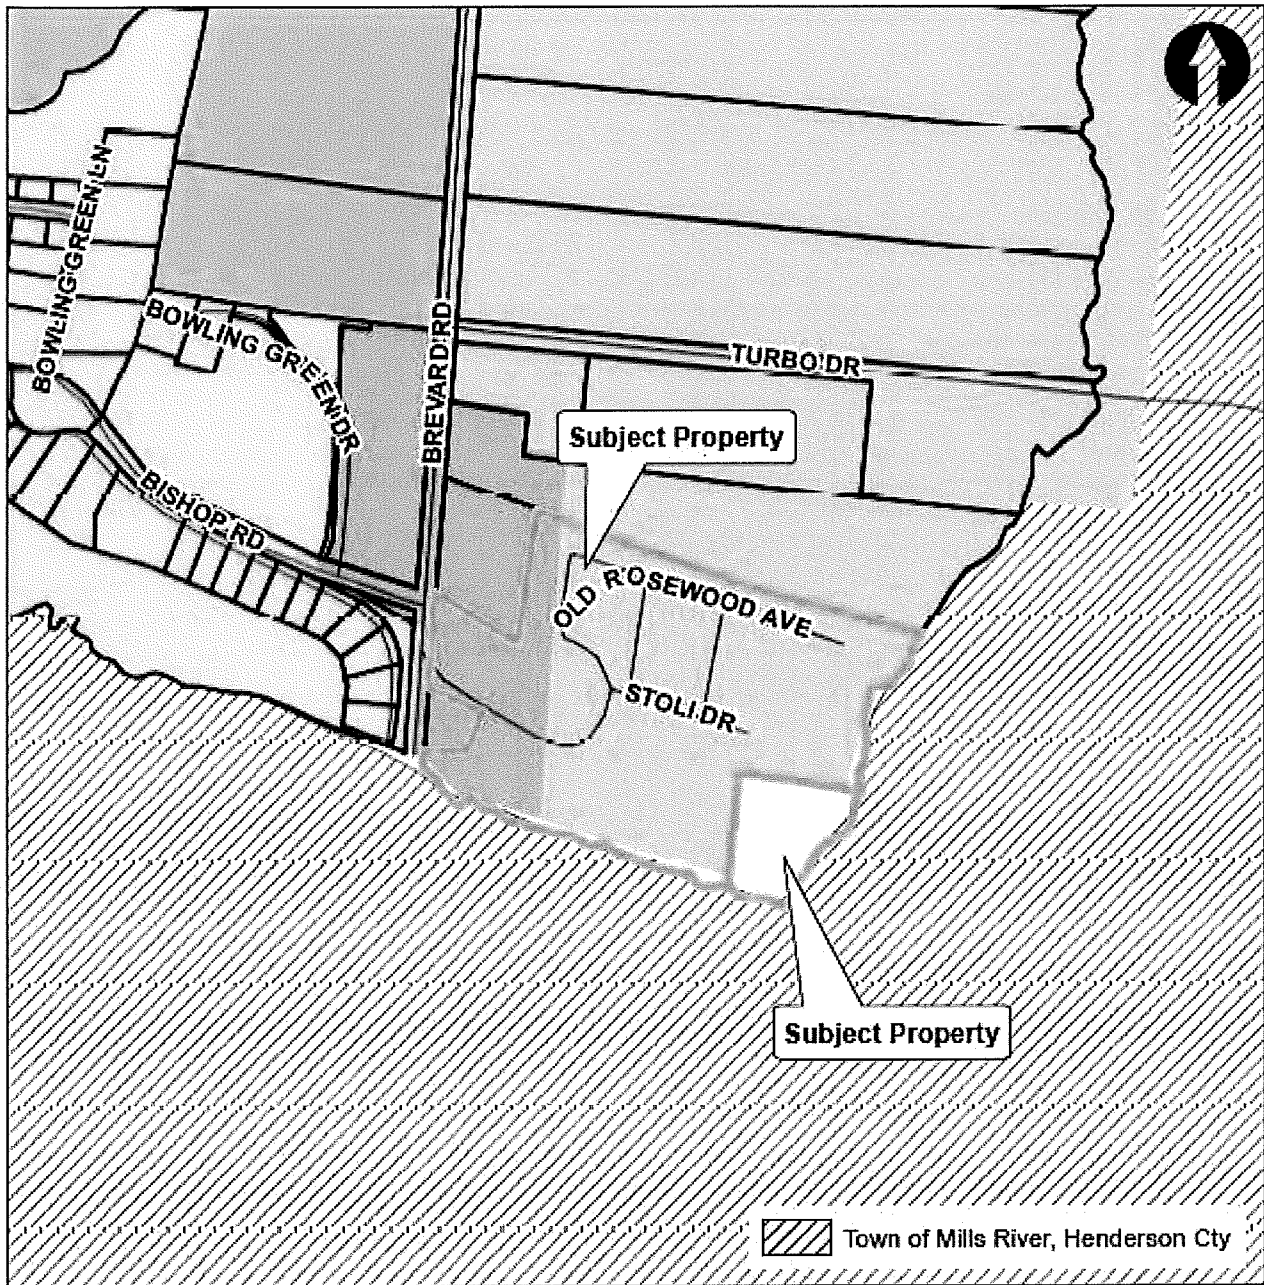 BOWLING GREEN LN
BOWLING GREEN DR
BREVARD RD
TURBO DR
Subject Property
BISHOP RD
OLD ROSEWOOD AVE
STOLI DR
Subject Property
Town of Mills River, Henderson Cty